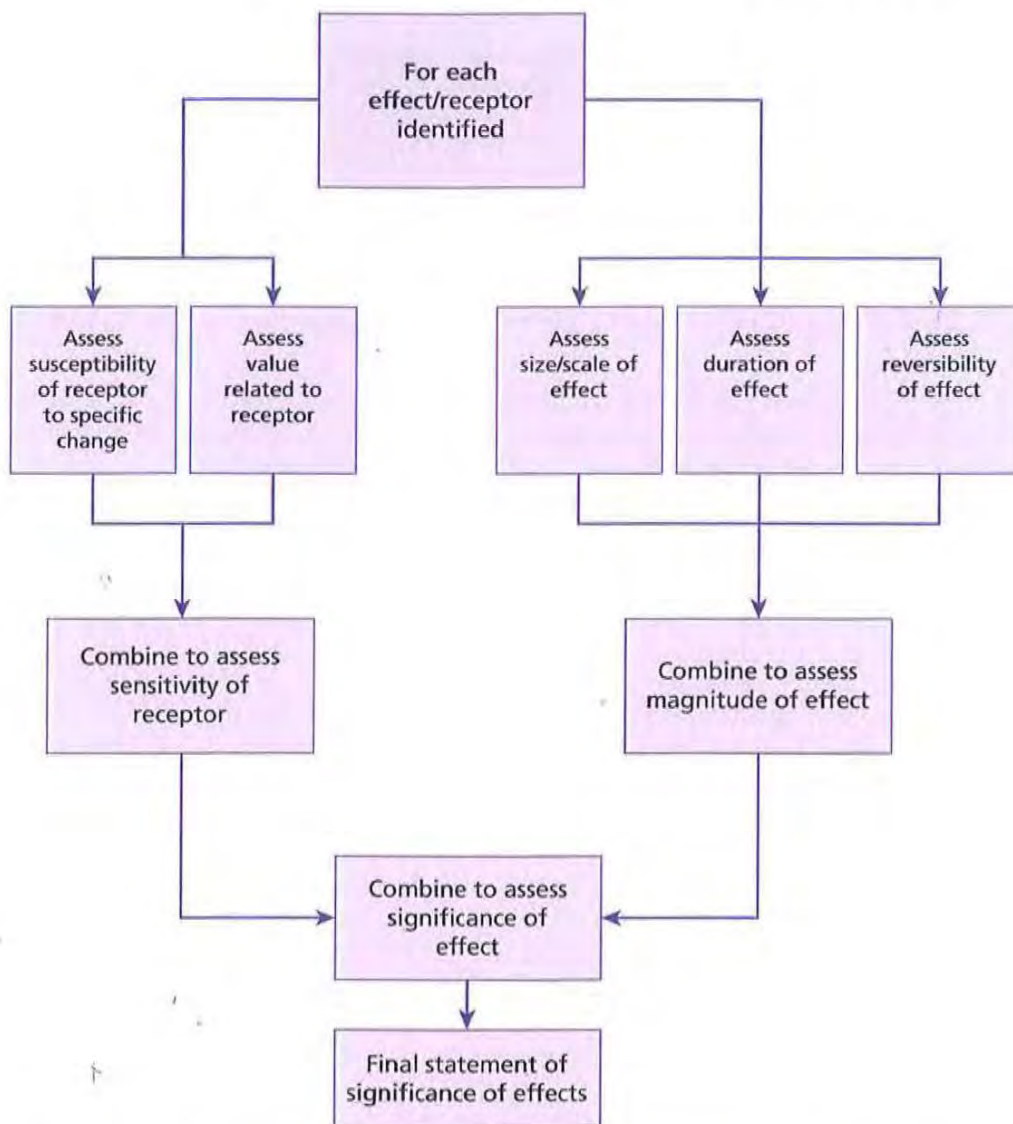 For each
effect/receptor
identified
Assess
susceptibility
of receptor
to specific
change
Assess
value
related to
receptor
Assess
size/scale of
effect
Assess
duration of
effect
Assess
reversibility
of effect
Combine to assess
sensitivity of
receptor
Combine to assess
magnitude of effect
Combine to assess
significance of
effect
Final statement of
significance of effects